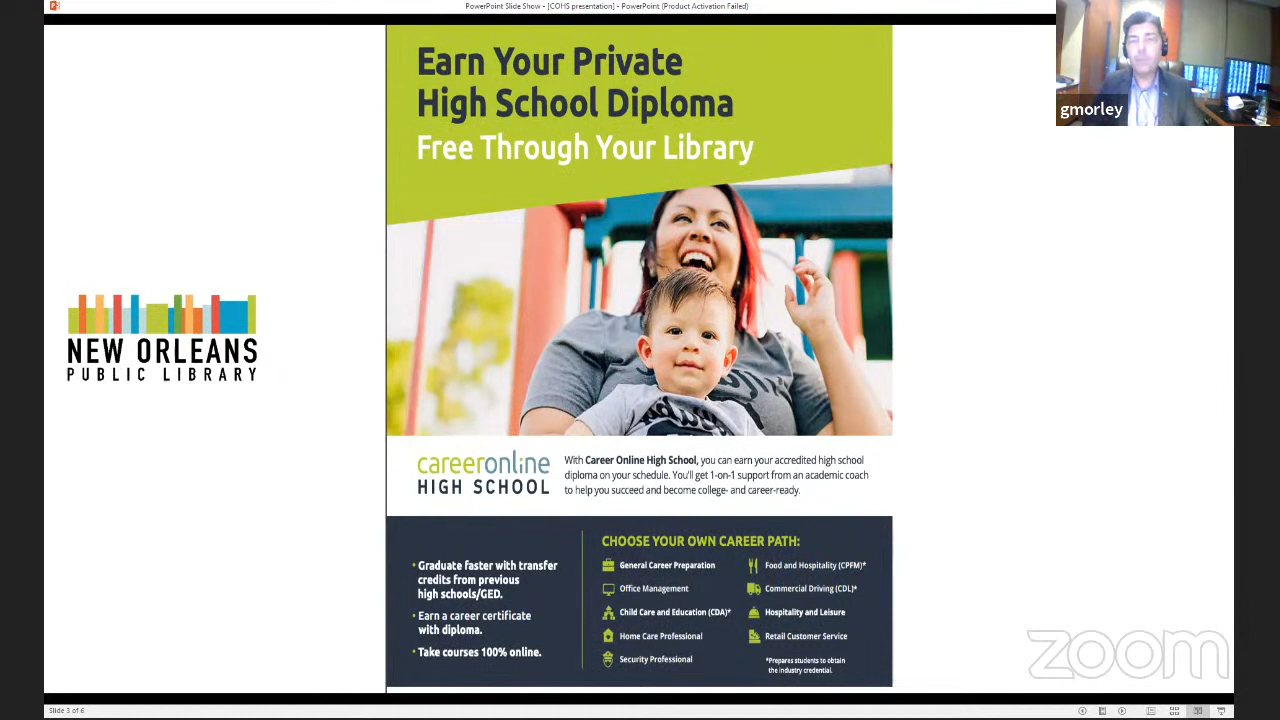 PowerPoint Slide Show - [COHS presentation] - PowerPoint (Product Activation Failed)
gmorley
Earn Your Private
High School Diploma
Free Through Your Library
NEW ORLEANS
PUBLIC LIBRARY
careeronline
HIGH SCHOOL
With Career Online High School, you can earn your accredited high school
diploma on your schedule. You'll get 1-on-1 support from an academic coach
to help you succeed and become college- and career-ready.
• Graduate faster with transfer
credits from previous
high schools/GED.
• Earn a career certificate
with diploma.
• Take courses 100% online.
CHOOSE YOUR OWN CAREER PATH:
General Career Preparation
Office Management
Child Care and Education (CDA)*
Home Care Professional
Security Professional
Food and Hospitality (CPFM)*
Commercial Driving (CDL)*
Hospitality and Leisure
Retail Customer Service
*Prepares students to obtain
the industry credential.
zoom
Slide 3 of 6